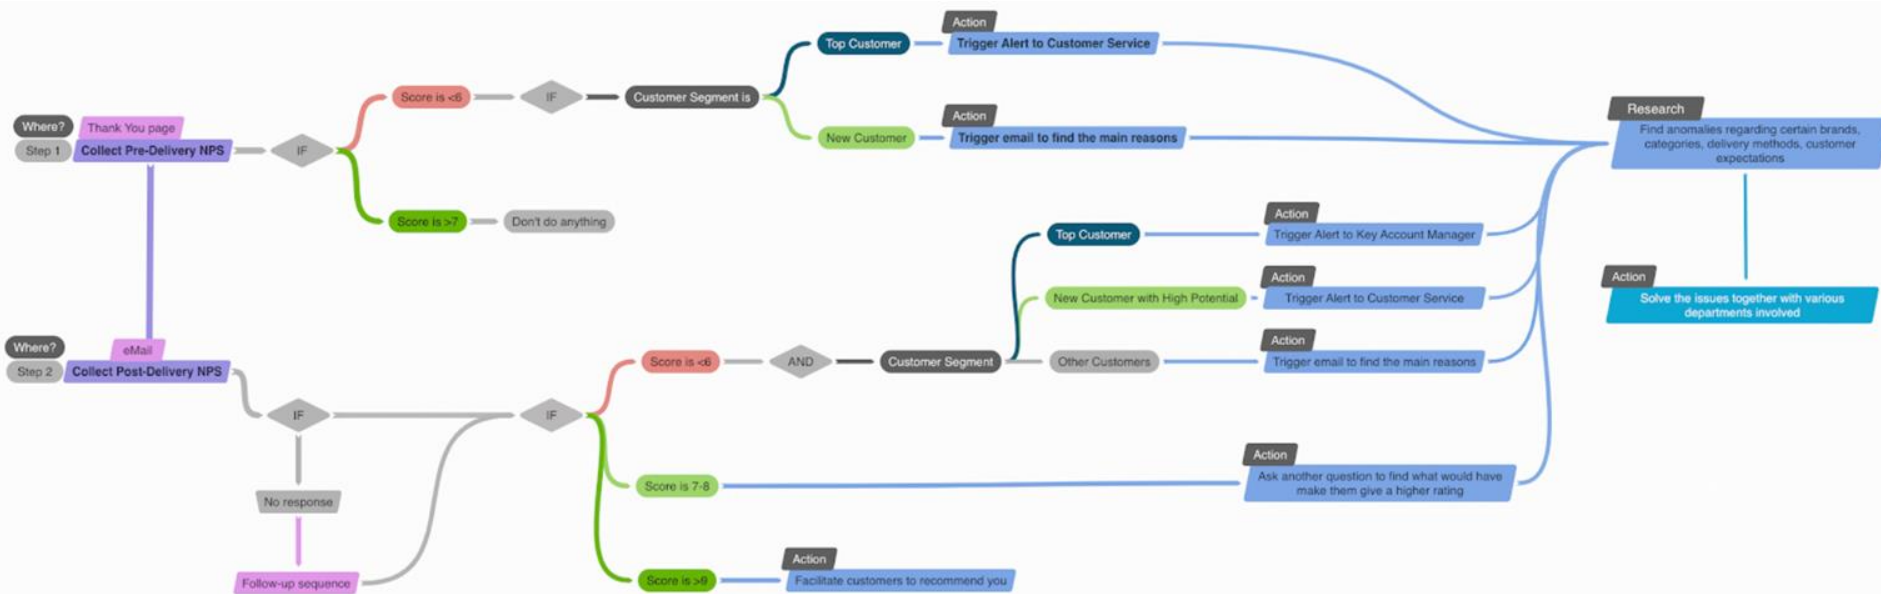 Where?
Thank You page
Step 1
Collect Pre-Delivery NPS
IF
Score is <6
IF
Customer Segment is
Top Customer
Action
Trigger Alert to Customer Service
New Customer
Action
Trigger email to find the main reasons
Score is >7
Don't do anything
Research
Find anomalies regarding certain brands,
categories, delivery methods, customer
expectations
Action
Solve the issues together with various
departments involved
Where?
eMail
Step 2
Collect Post-Delivery NPS
IF
No response
Follow-up sequence
IF
Score is <6
AND
Customer Segment
Top Customer
Action
Trigger Alert to Key Account Manager
New Customer with High Potential
Action
Trigger Alert to Customer Service
Other Customers
Action
Trigger email to find the main reasons
Score is 7-8
Action
Ask another question to find what would have
make them give a higher rating
Score is >9
Action
Facilitate customers to recommend you